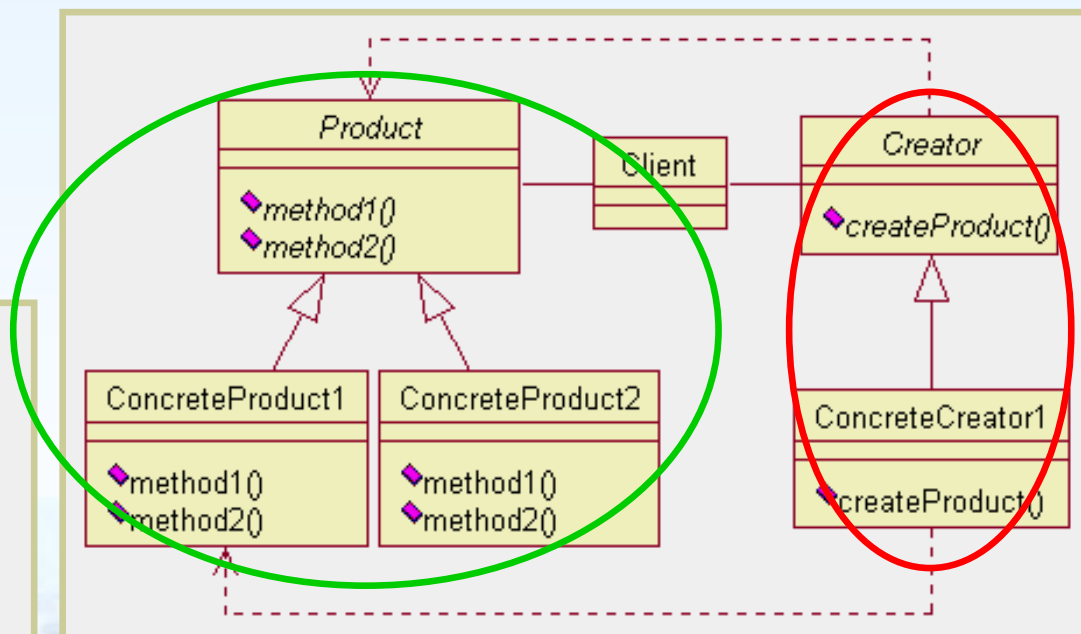 Product
method1()
method2()
Client
Creator
createProduct()
ConcreteProduct1
method1()
method2()
ConcreteProduct2
method1()
method2()
ConcreteCreator1
createProduct()